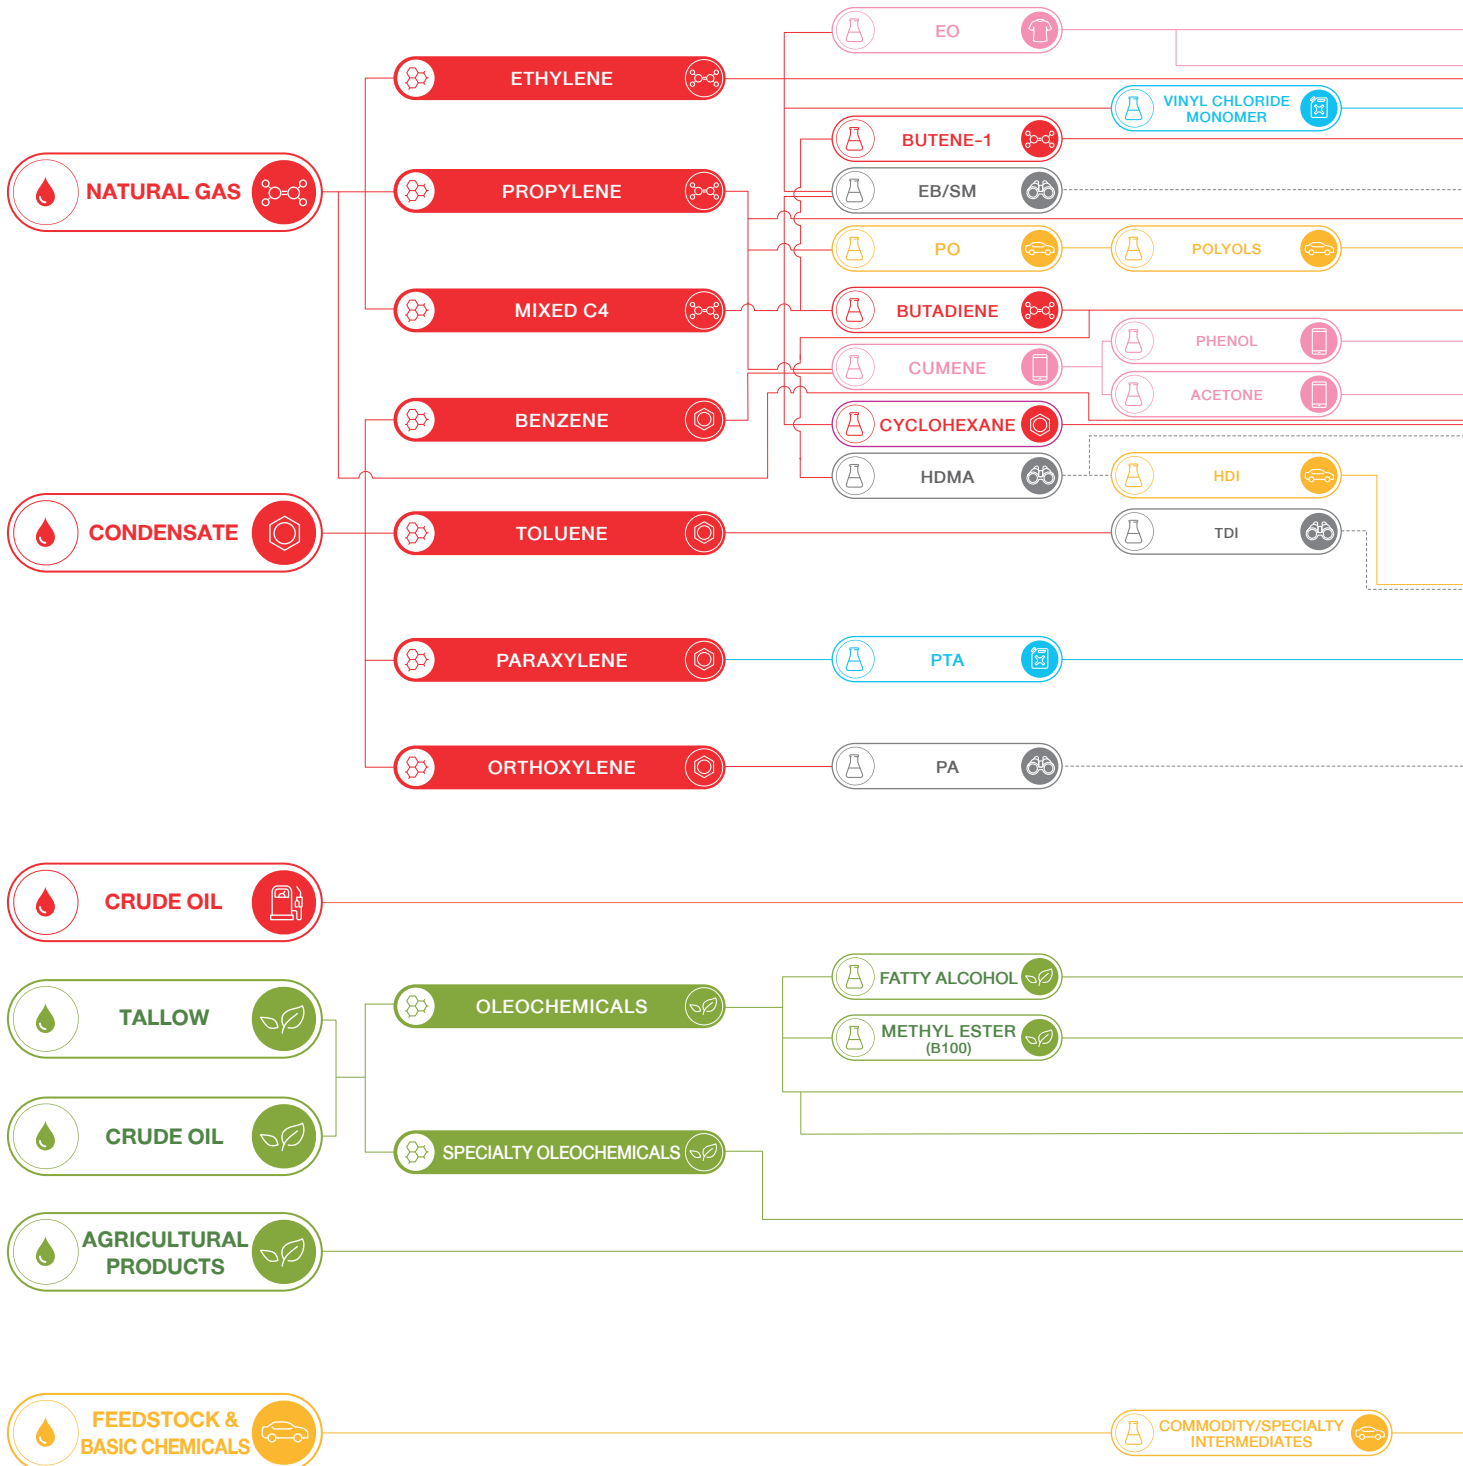 NATURAL GAS
CONDENSATE
CRUDE OIL
TALLOW
CRUDE OIL
AGRICULTURAL
PRODUCTS
FEEDSTOCK &
BASIC CHEMICALS
ETHYLENE
PROPYLENE
MIXED C4
BENZENE
TOLUENE
PARAXYLENE
ORTHOXYLENE
OLEOCHEMICALS
SPECIALTY OLEOCHEMICALS
EO
BUTENE-1
EB/SM
PO
BUTADIENE
CUMENE
CYCLOHEXANE
HDMA
PTA
PA
FATTY ALCOHOL
METHYL ESTER
(B100)
VINYL CHLORIDE
MONOMER
POLYOLS
PHENOL
ACETONE
HDI
TDI
COMMODITY/SPECIALTY
INTERMEDIATES